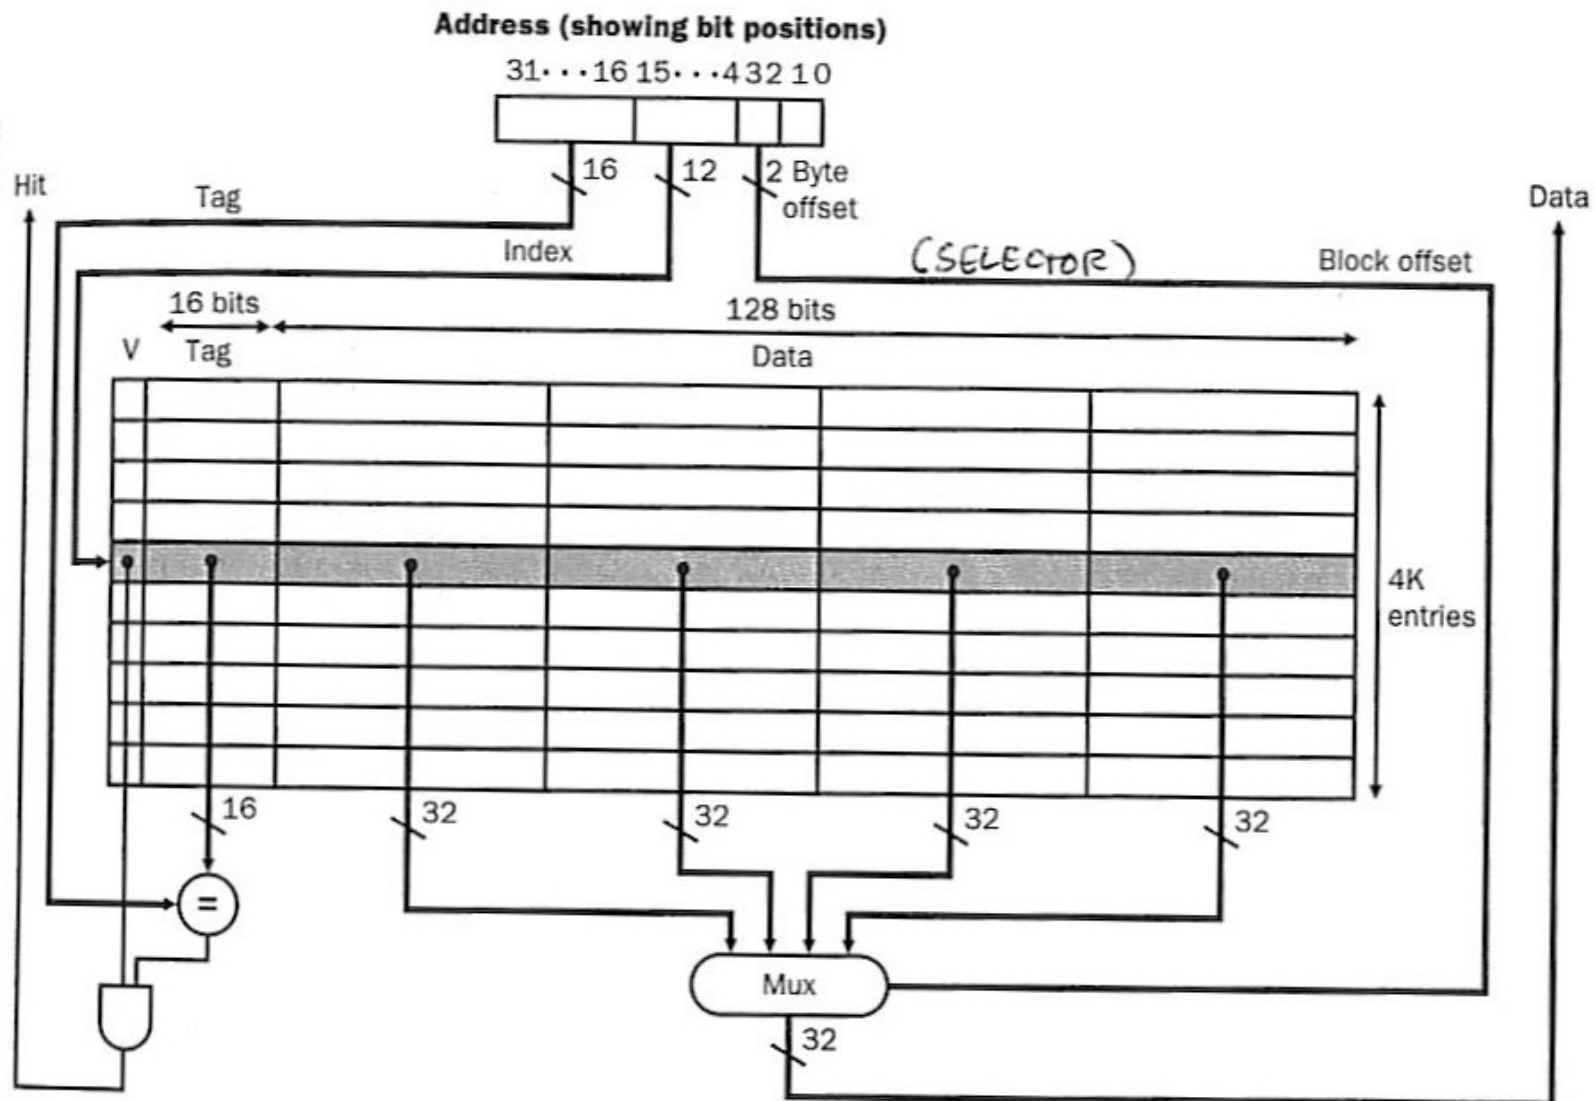 Address (showing bit positions)
31···16 15···4 3 2 1 0
16
12
2 Byte
offset
Hit
Tag
Data
Index
(SELECTOR)
Block offset
16 bits
128 bits
V
Tag
Data
4K
entries
16
32
32
32
32
=
Mux
32